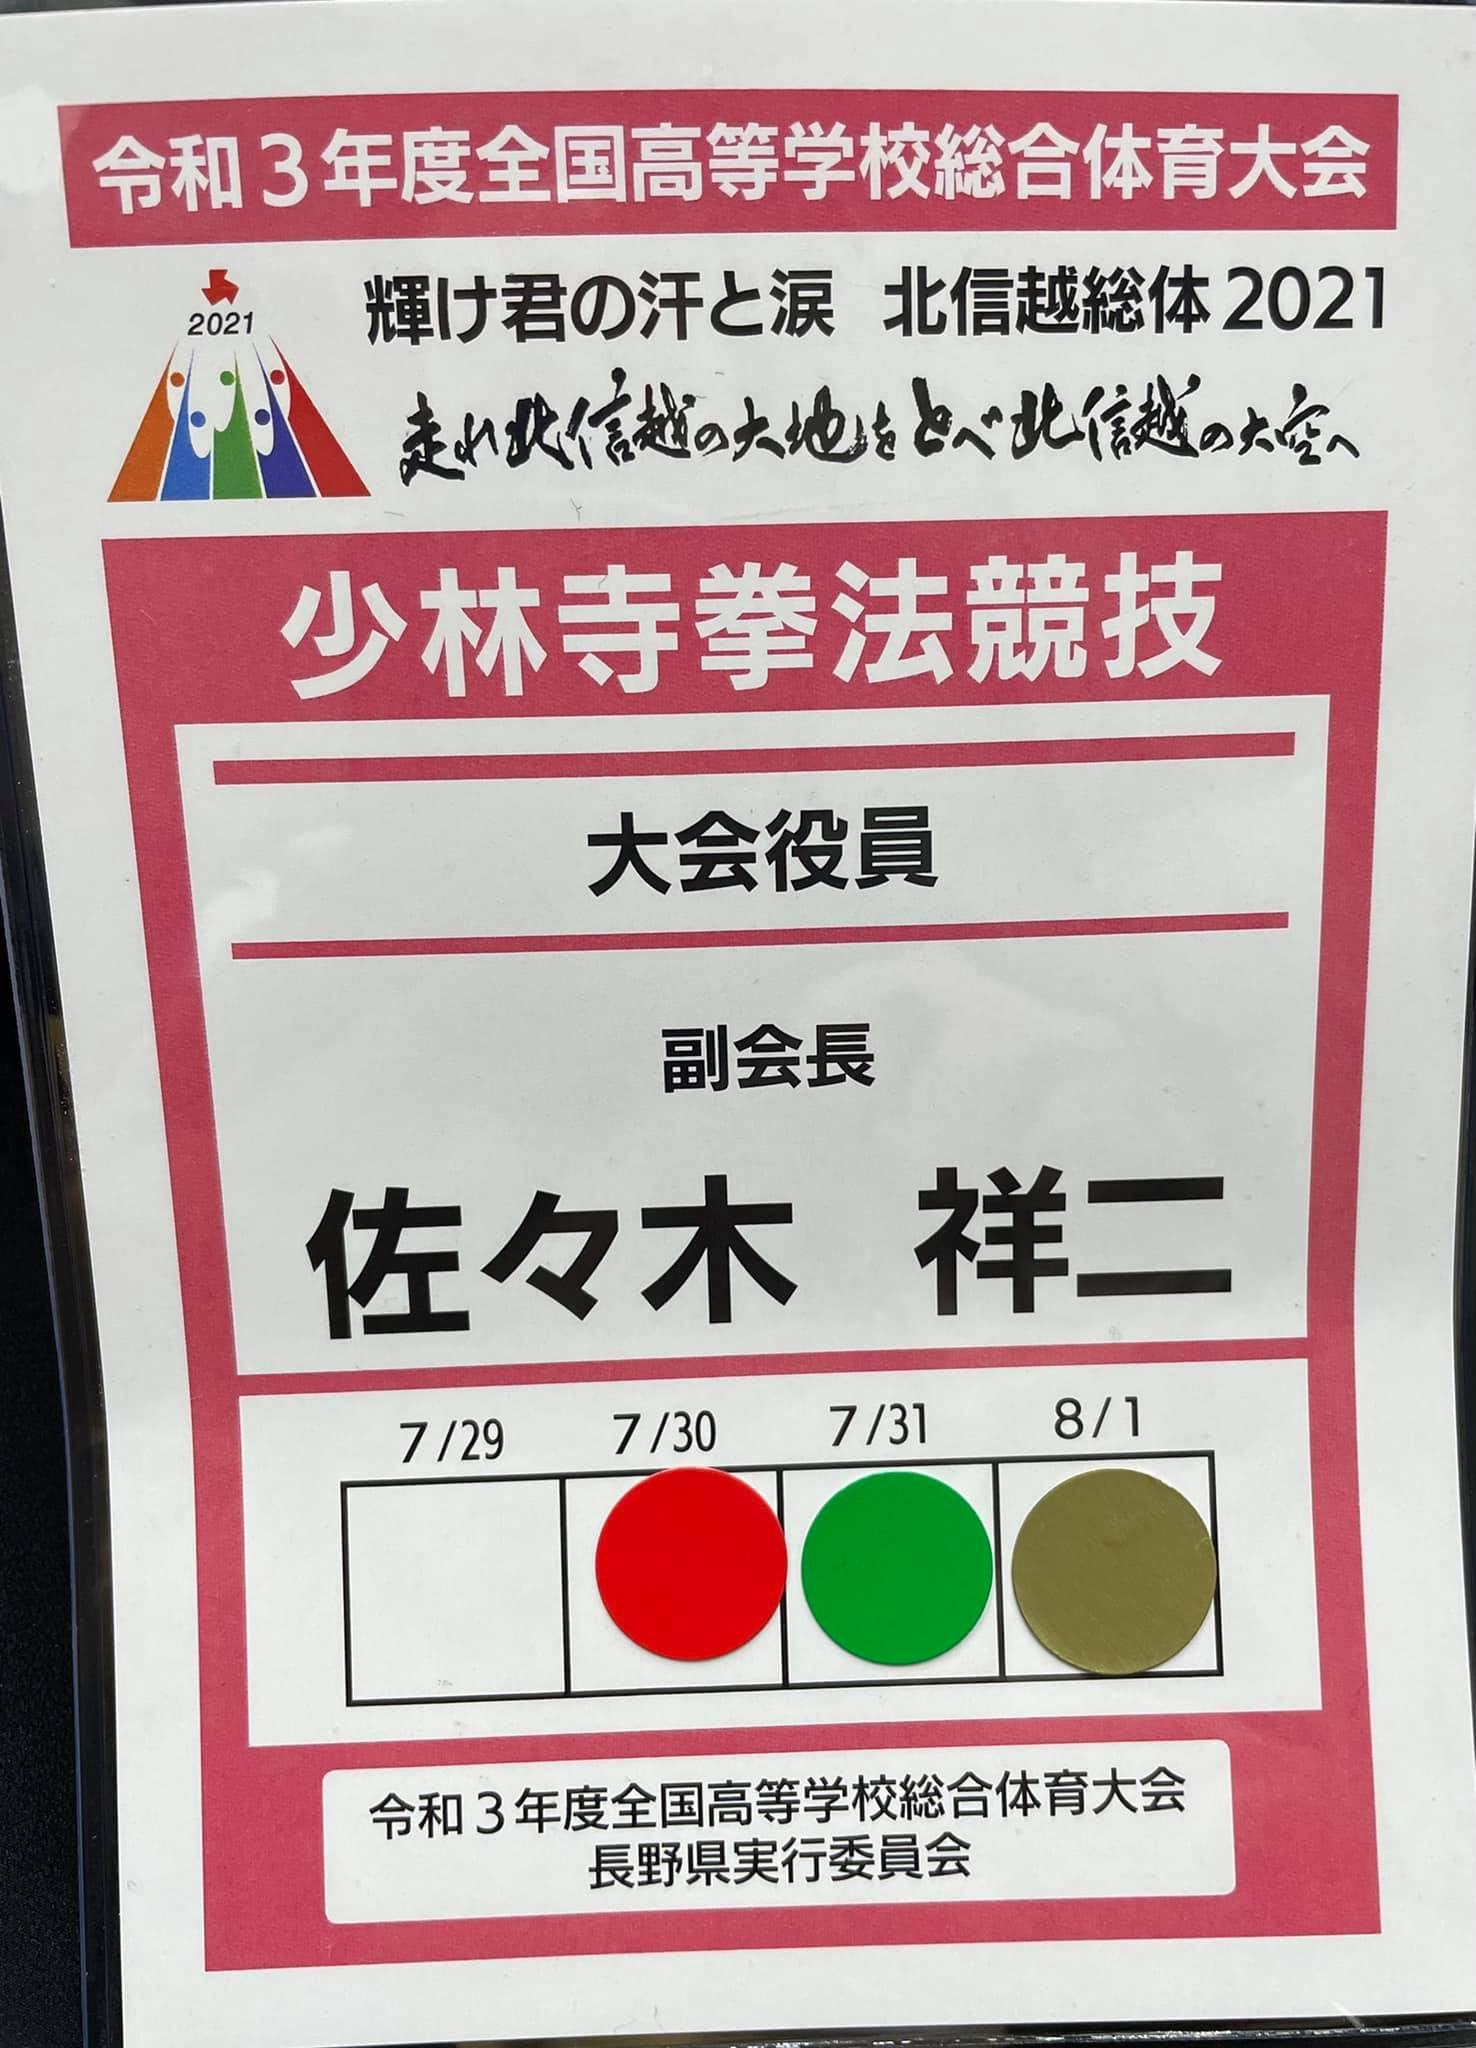 令和3年度全国高等学校総合体育大会
2021
輝け君の汗と涙 北信越総体2021
走れ北信越の大地をとべ北信越の大空へ
少林寺拳法競技
大会役員
副会長
佐々木 祥二
7/29 7/30 7/31 8/1
令和3年度全国高等学校総合体育大会
長野県実行委員会